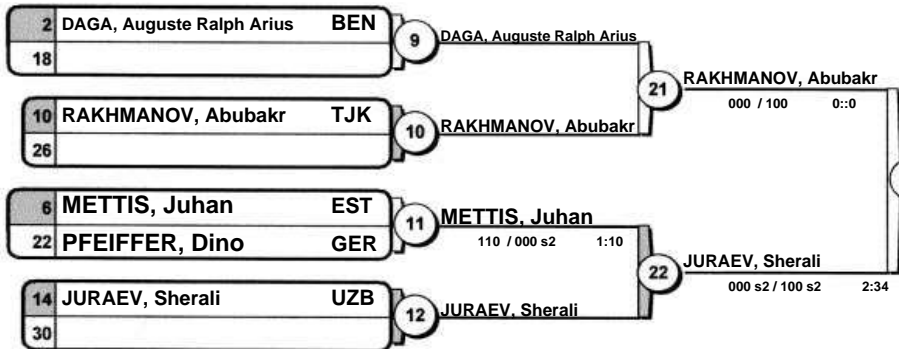 2 DAGA, Auguste Ralph Arius BEN
18
9
DAGA, Auguste Ralph Arius
10 RAKHMANOV, Abubakr TJK
26
10
RAKHMANOV, Abubakr
21
RAKHMANOV, Abubakr
000 / 100 0::0
6 METTIS, Juhan EST
22 PFEIFFER, Dino GER
11
METTIS, Juhan
110 / 000 s2 1:10
14 JURAEV, Sherali UZB
30
12
JURAEV, Sherali
22
JURAEV, Sherali
000 s2 / 100 s2 2:34